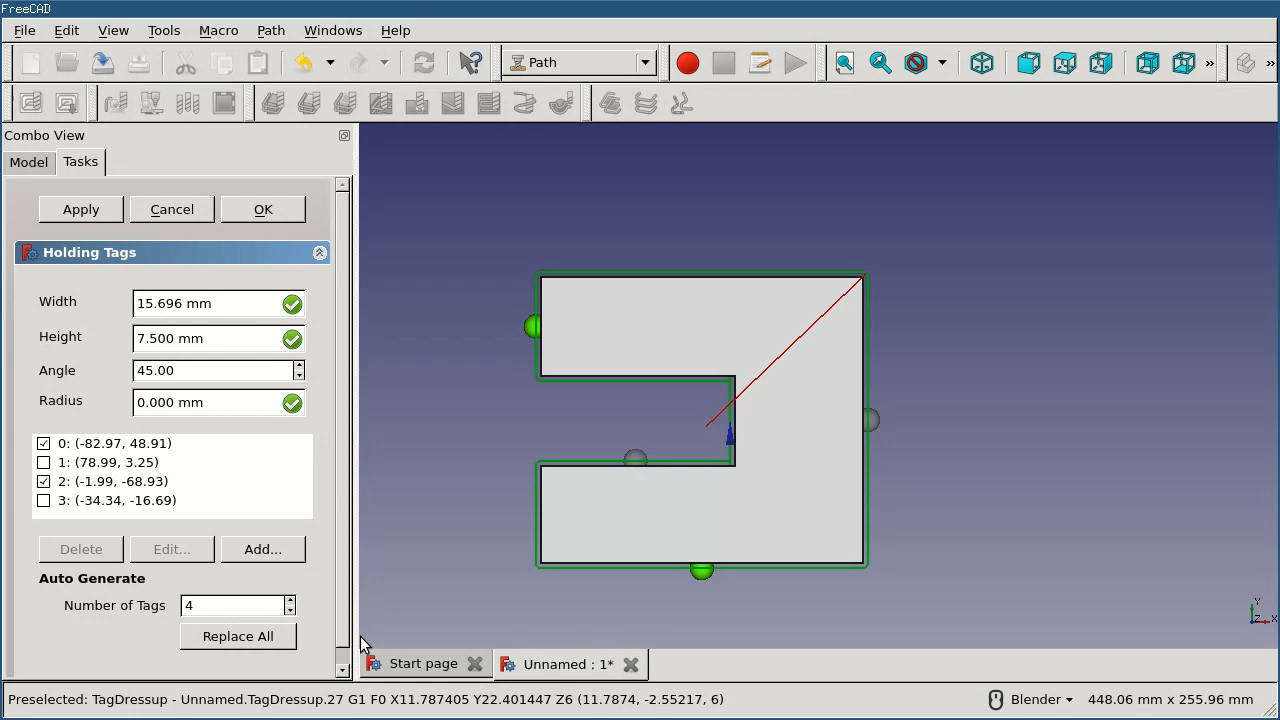 FreeCAD
File Edit View Tools Macro Path Windows Help
Path
»
»
Combo View
Model Tasks
Apply Cancel OK
Holding Tags
Width 15.696 mm
Height 7.500 mm
Angle 45.00
Radius 0.000 mm
0: (-82.97, 48.91)
1: (78.99, 3.25)
2: (-1.99, -68.93)
3: (-34.34, -16.69)
Delete Edit... Add...
Auto Generate
Number of Tags 4
Replace All
Y
Z X
Start page Unnamed : 1*
Preselected: TagDressup - Unnamed.TagDressup.27 G1 F0 X11.787405 Y22.401447 Z6 (11.7874, -2.55217, 6) Blender 448.06 mm x 255.96 mm